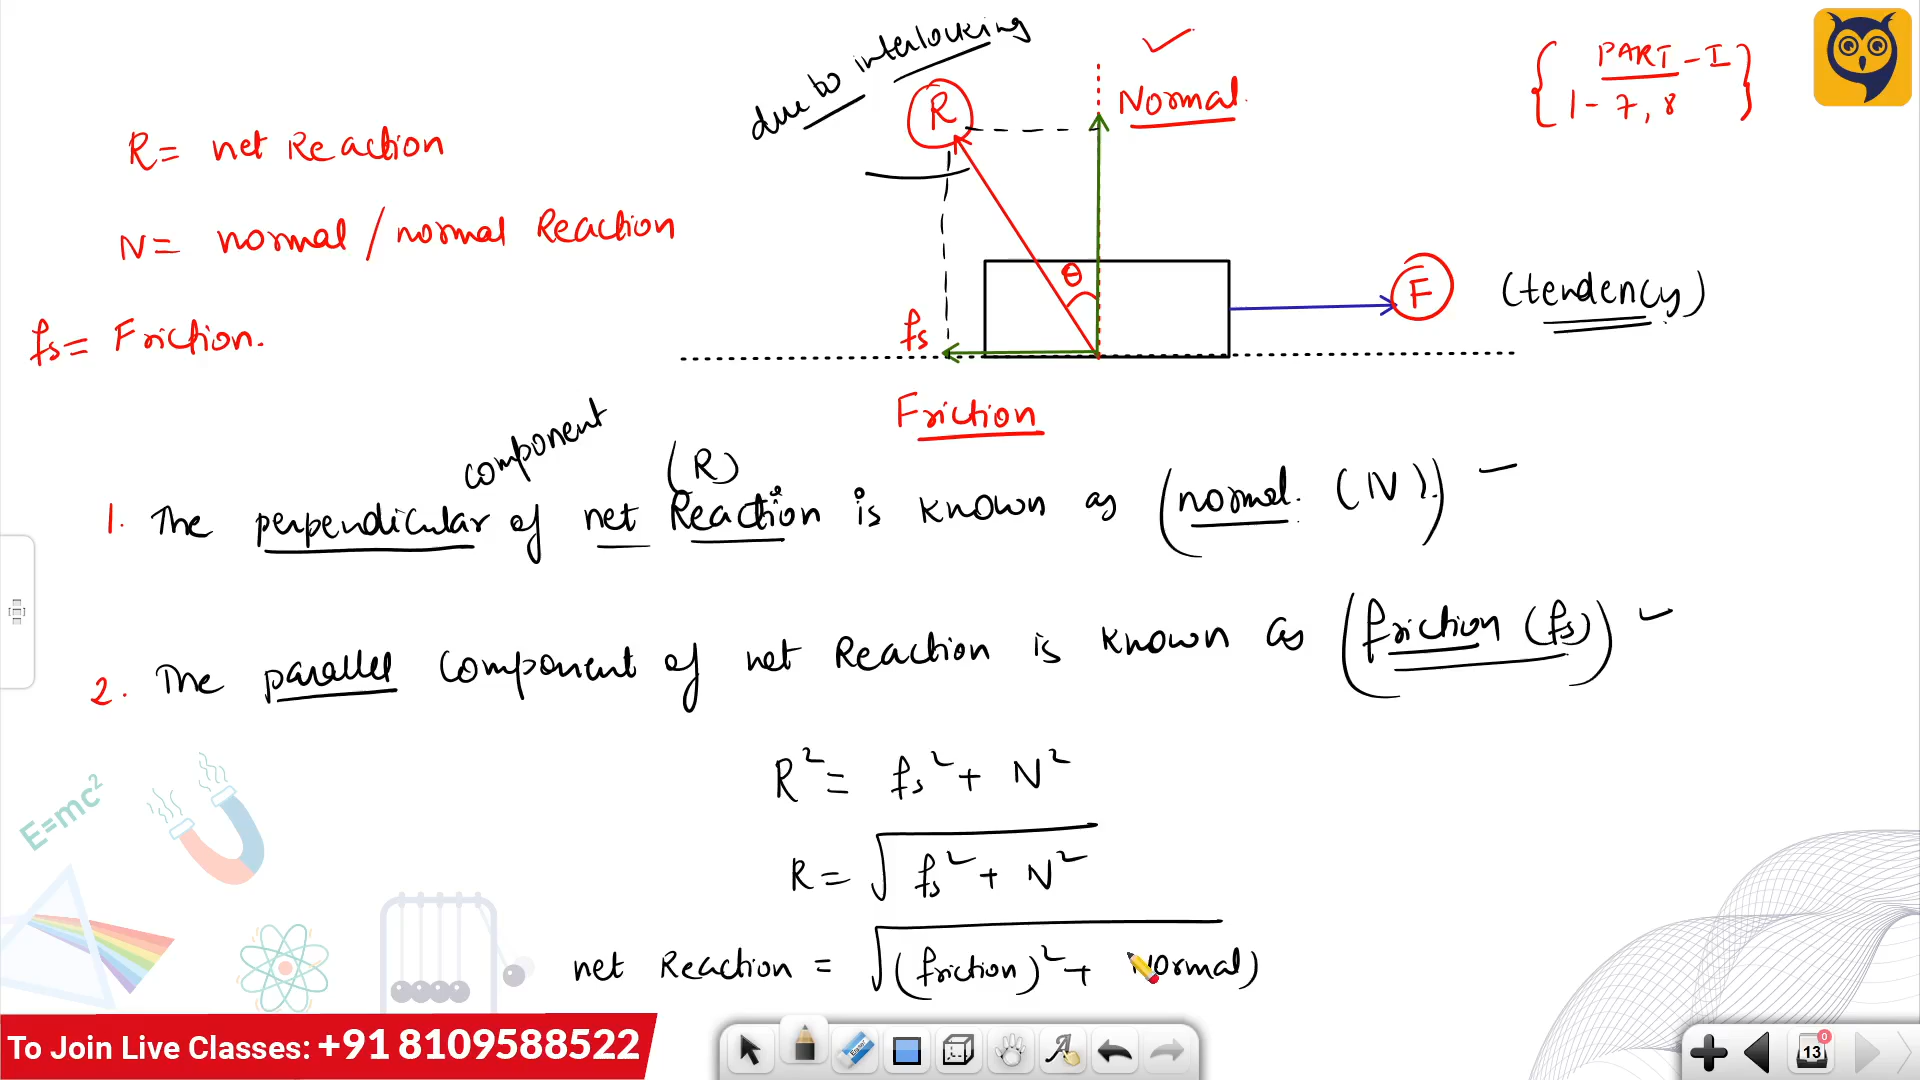 due to interlocking
{ PART-I
1-7, 8 }
R
Normal.
R= net Reaction
N= normal / normal Reaction
θ
F
(tendency)
fs
fs= Friction.
Friction
component
(R)
1. The perpendicular of net Reaction is known as (normal. (N).)
2. The parallel component of net Reaction is known as (friction (fs))
R²= fs²+ N²
R= √fs²+ N²
net Reaction = √(friction)²+ Normal)
E=mc²
To Join Live Classes: +91 8109588522
Eraser
A
13
0